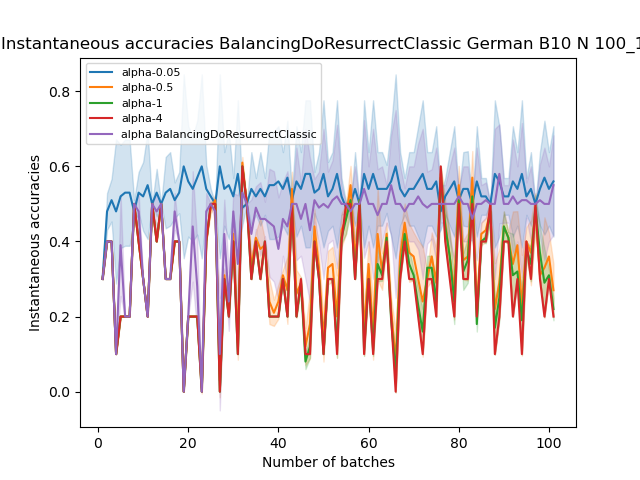 Instantaneous accuracies BalancingDoResurrectClassic German B10 N 100_1
alpha-0.05
alpha-0.5
alpha-1
alpha-4
alpha BalancingDoResurrectClassic
0.8
0.6
0.4
0.2
0.0
Instantaneous accuracies
0 20 40 60 80 100
Number of batches